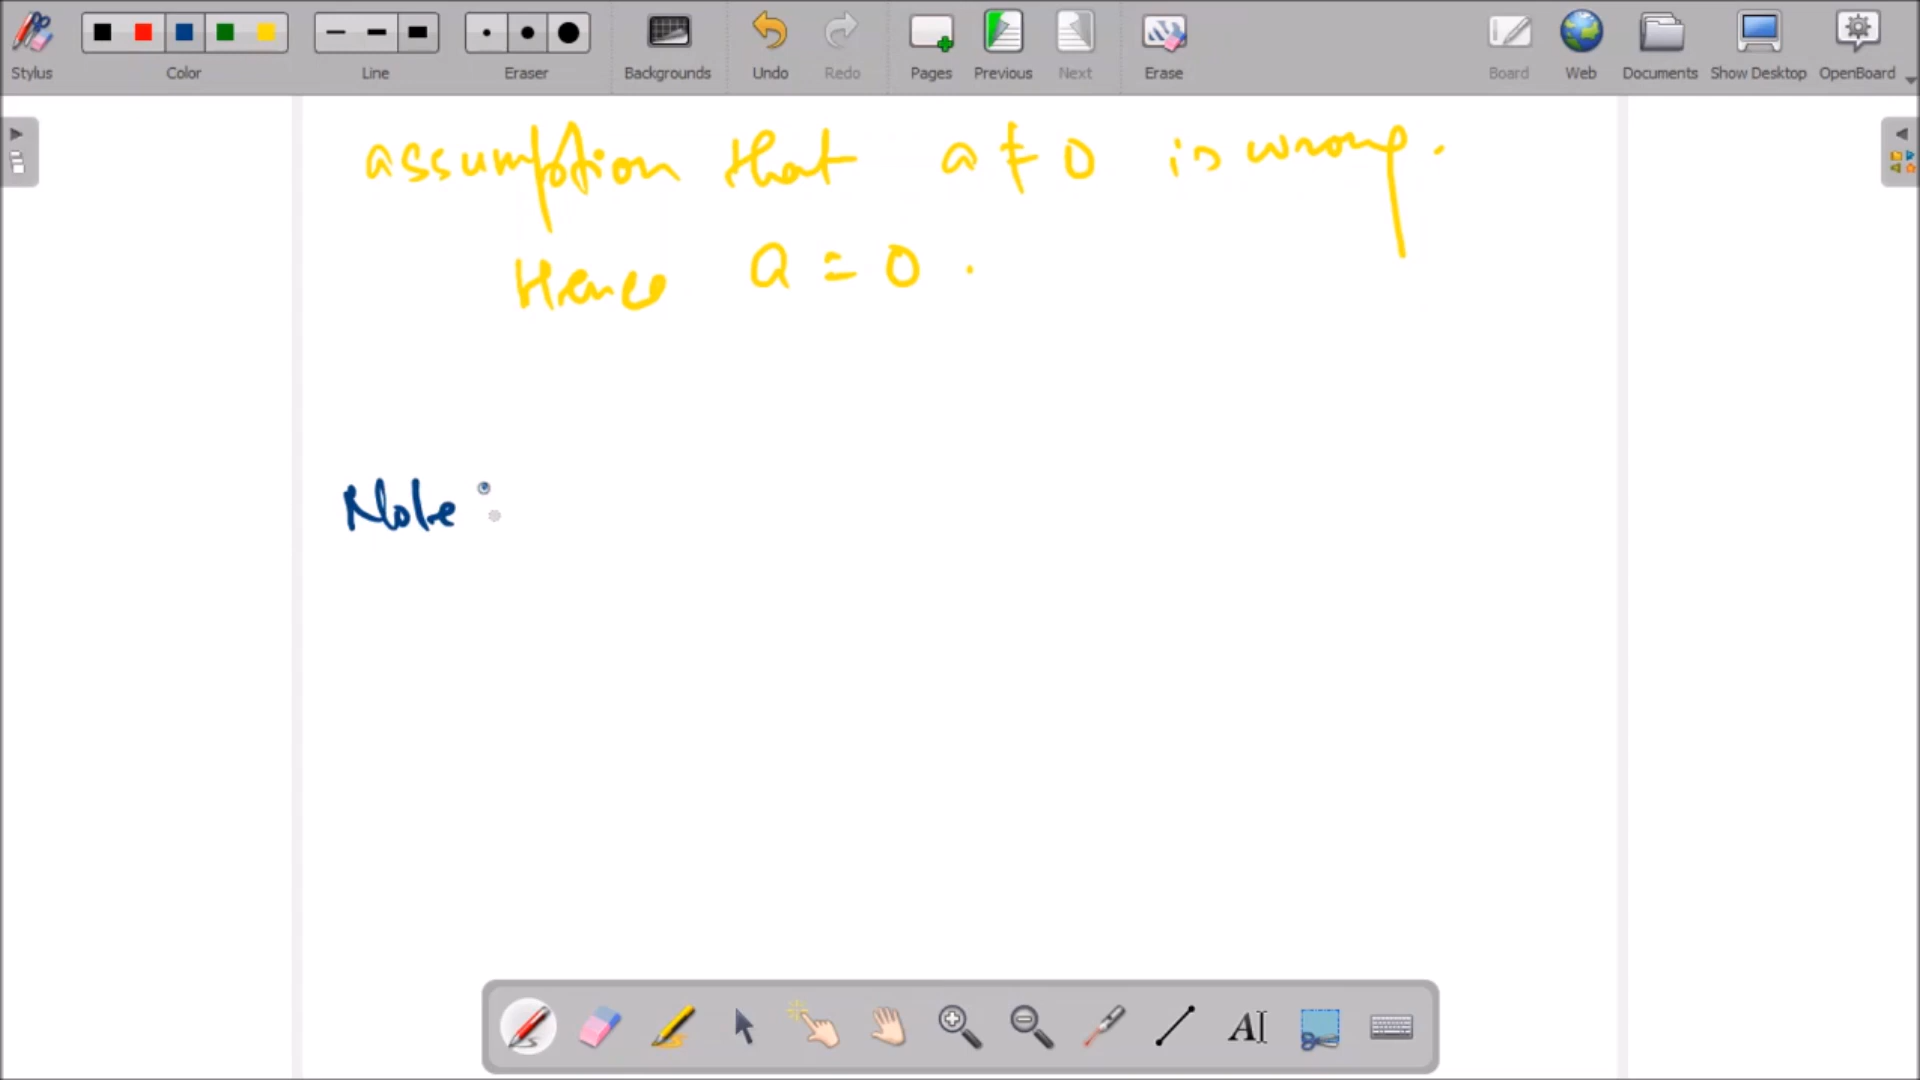 Stylus Color Line Eraser Backgrounds Undo Redo Pages Previous Next Erase Board Web Documents Show Desktop OpenBoard
assumption that a ≠ 0 is wrong.
Hence a = 0.
Note:
AI